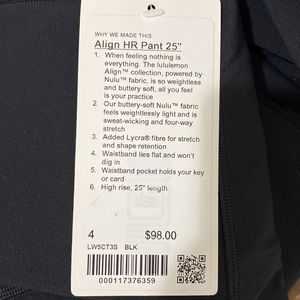 WHY WE MADE THIS
Align HR Pant 25"
1. When feeling nothing is
everything. The lululemon
Align™ collection, powered by
Nulu™ fabric, is so weightless
and buttery soft, all you feel
is your practice
2. Our buttery-soft Nulu™ fabric
feels weightlessly light and is
sweat-wicking and four-way
stretch
3. Added Lycra® fibre for stretch
and shape retention
4. Waistband lies flat and won't
dig in
5. Waistband pocket holds your key
or card
6. High rise, 25" length
4 $98.00
LW5CT3S BLK
000117376359